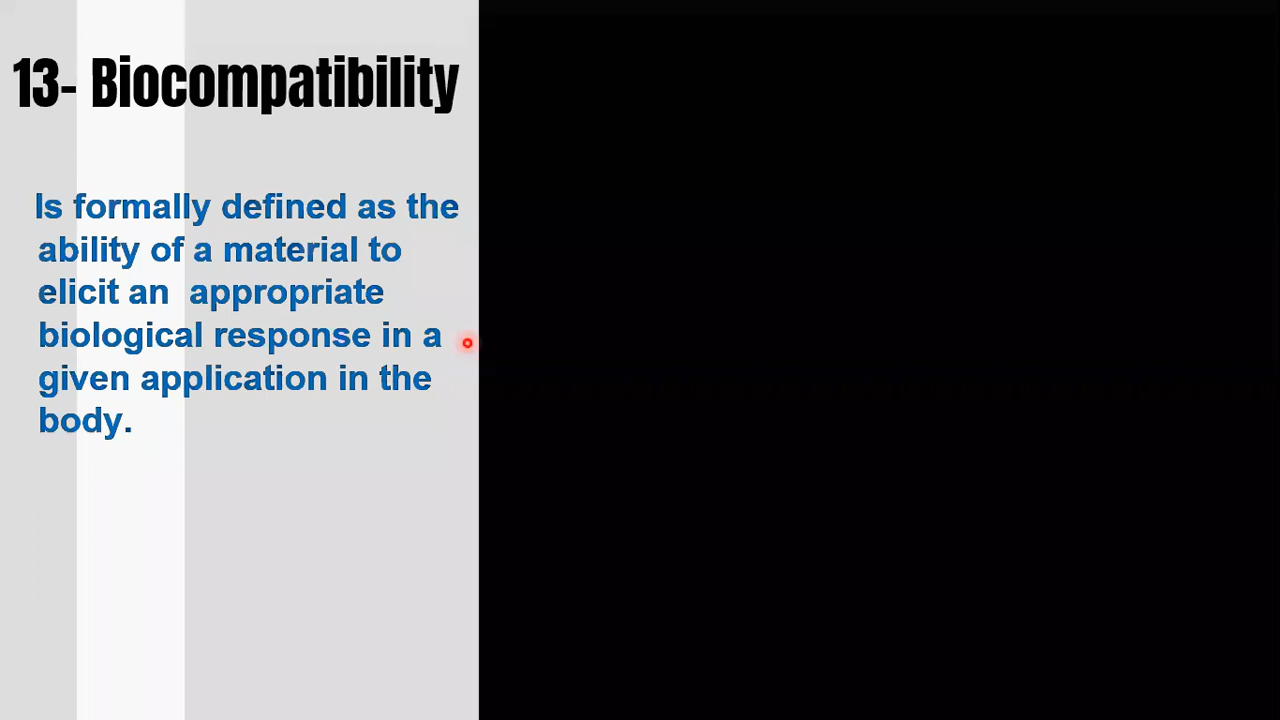 13- Biocompatibility
Is formally defined as the
ability of a material to
elicit an  appropriate
biological response in a
given application in the
body.